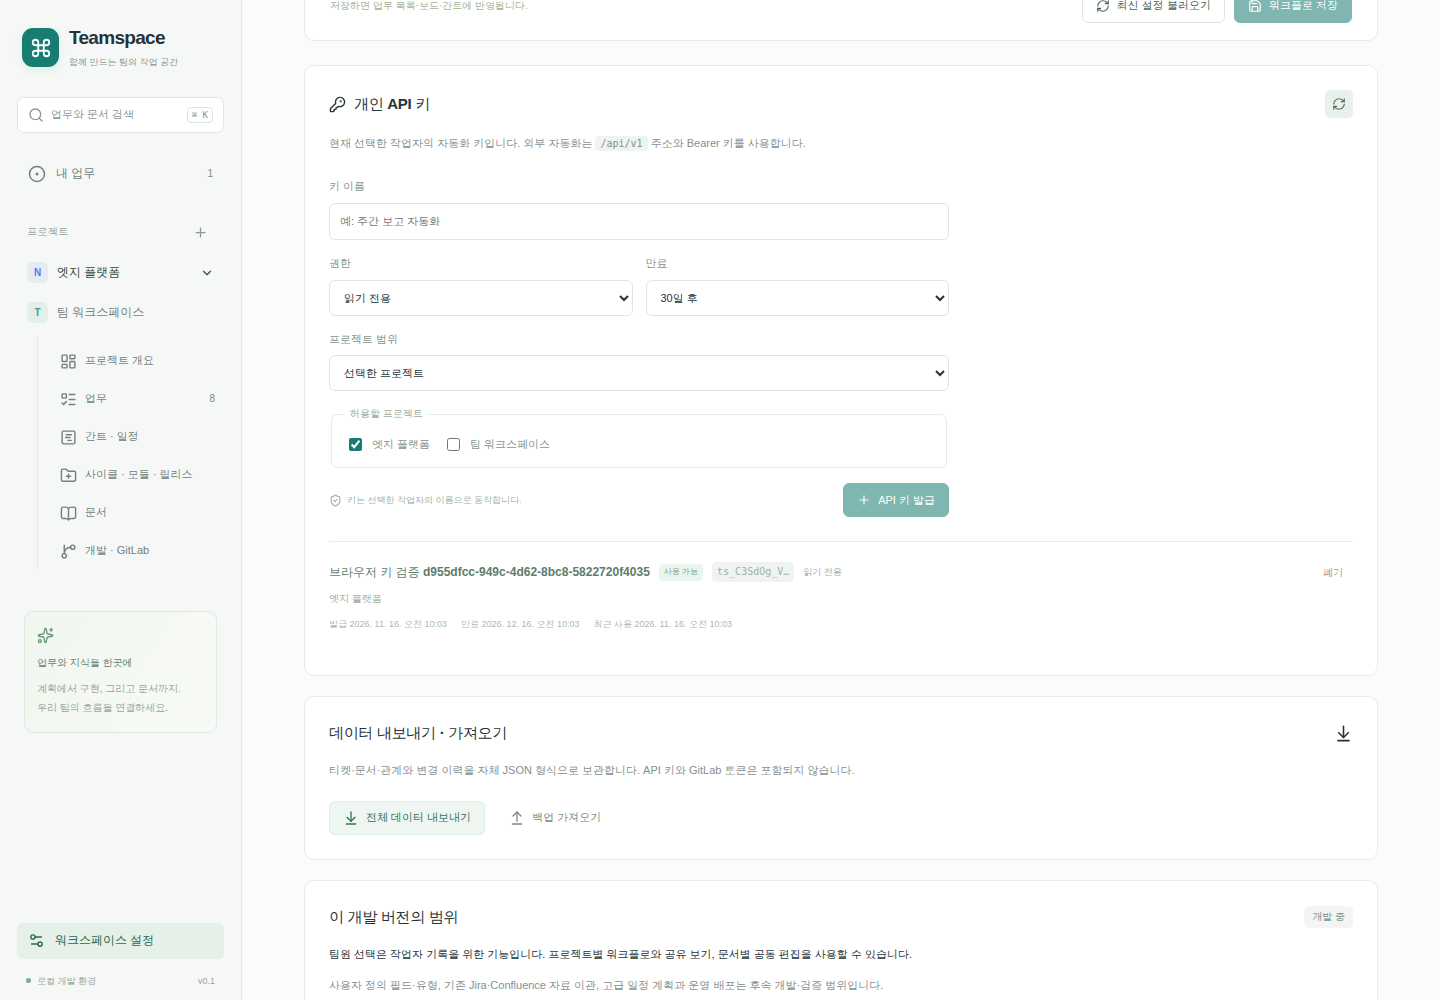 Teamspace
함께 만드는 팀의 작업 공간
업무와 문서 검색
⌘ K
내 업무
1
프로젝트
N
엣지 플랫폼
T
팀 워크스페이스
프로젝트 개요
업무
8
간트 · 일정
사이클 · 모듈 · 릴리스
문서
개발 · GitLab
업무와 지식을 한곳에
계획에서 구현, 그리고 문서까지.
우리 팀의 흐름을 연결하세요.
워크스페이스 설정
로컬 개발 환경
v0.1
저장하면 업무 목록·보드·간트에 반영됩니다.
최신 설정 불러오기
워크플로 저장
개인 API 키
현재 선택한 작업자의 자동화 키입니다. 외부 자동화는 /api/v1 주소와 Bearer 키를 사용합니다.
키 이름
예: 주간 보고 자동화
권한
만료
읽기 전용
30일 후
프로젝트 범위
선택한 프로젝트
허용할 프로젝트
엣지 플랫폼
팀 워크스페이스
키는 선택한 작업자의 이름으로 동작합니다.
API 키 발급
브라우저 키 검증 d955dfcc-949c-4d62-8bc8-5822720f4035
사용 가능
ts_C3SdOg_V…
읽기 전용
폐기
엣지 플랫폼
발급 2026. 11. 16. 오전 10:03
만료 2026. 12. 16. 오전 10:03
최근 사용 2026. 11. 16. 오전 10:03
데이터 내보내기 · 가져오기
티켓·문서·관계와 변경 이력을 자체 JSON 형식으로 보관합니다. API 키와 GitLab 토큰은 포함되지 않습니다.
전체 데이터 내보내기
백업 가져오기
이 개발 버전의 범위
개발 중
팀원 선택은 작업자 기록을 위한 기능입니다. 프로젝트별 워크플로와 공유 보기, 문서별 공동 편집을 사용할 수 있습니다.
사용자 정의 필드·유형, 기존 Jira·Confluence 자료 이관, 고급 일정 계획과 운영 배포는 후속 개발·검증 범위입니다.